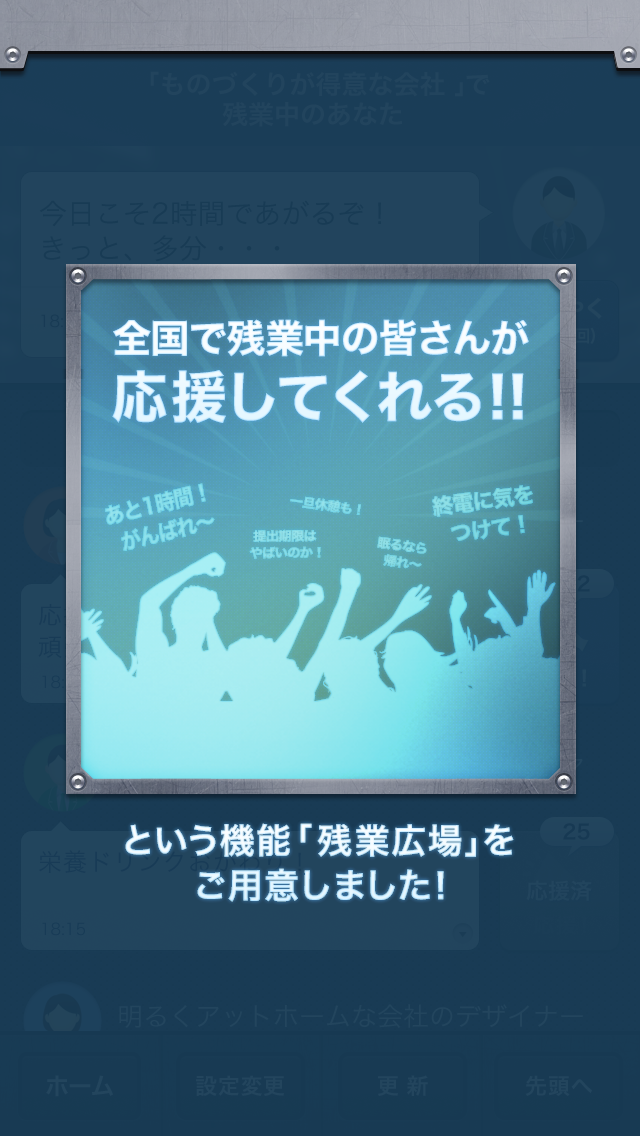 「ものづくりが得意な会社 」で
残業中のあなた
今日こそ2時間であがるぞ！
きっと、多分・・・
全国で残業中の皆さんが
応援してくれる!!
あと1時間！
がんばれ〜
一旦休憩も！
終電に気を
つけて！
提出期限は
やばいのか！
眠るなら
帰れ〜
という機能「残業広場」を
ご用意しました!
栄養ドリンク
25
応援済
18:15
明るくアットホームな会社のデザイナー
ホーム
設定変更
更 新
先頭へ